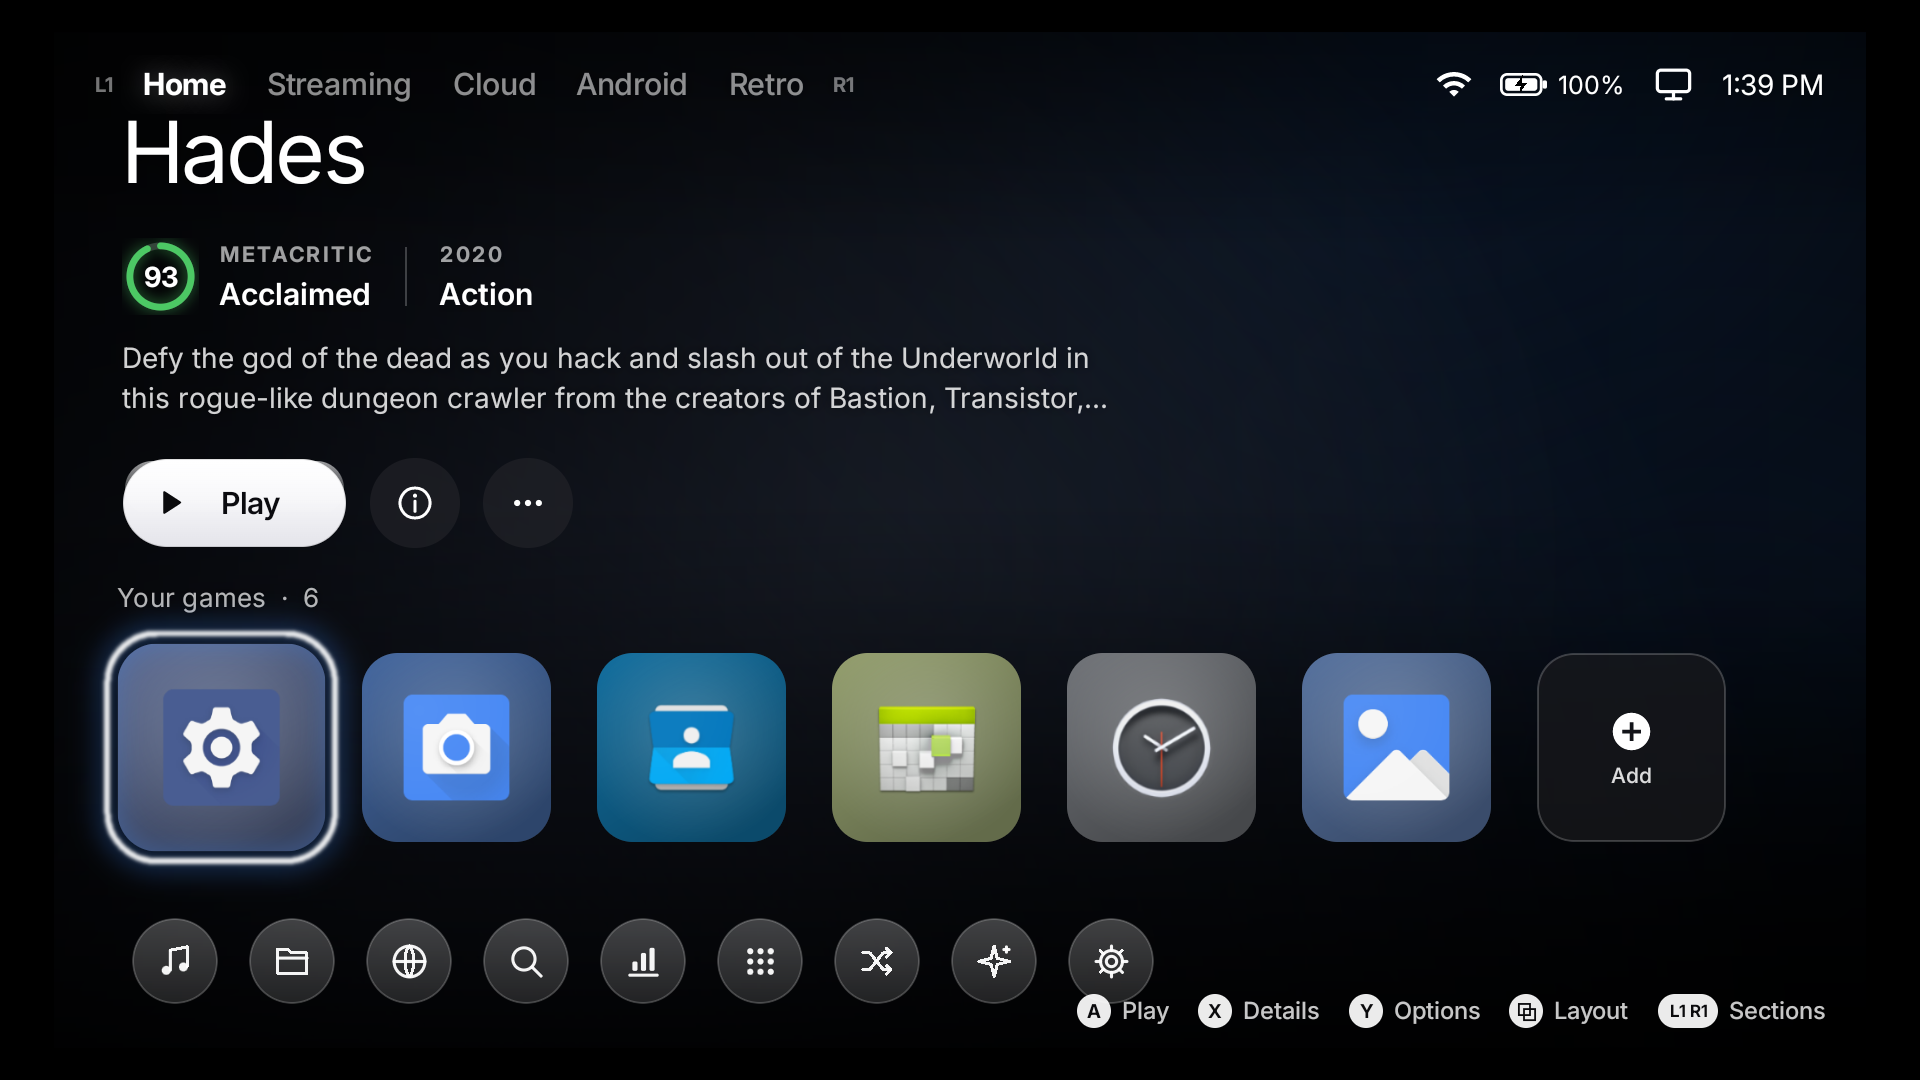 L1 Home Streaming Cloud Android Retro R1 100% 1:39 PM
Hades
93
METACRITIC 2020
Acclaimed Action
Defy the god of the dead as you hack and slash out of the Underworld in
this rogue-like dungeon crawler from the creators of Bastion, Transistor,...
Play
Your games · 6
Add
A Play X Details Y Options Layout L1 R1 Sections